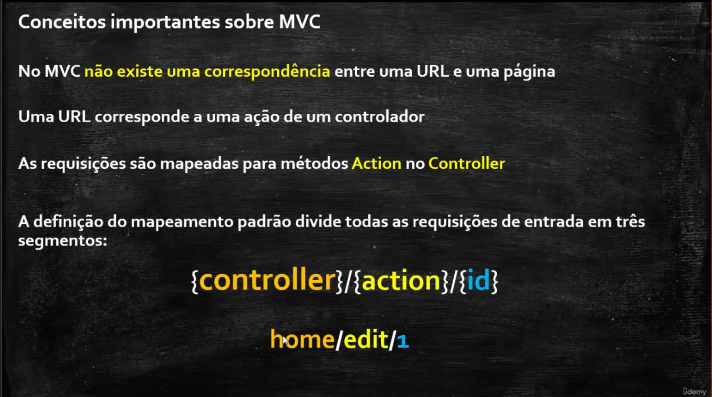 Conceitos importantes sobre MVC
No MVC não existe uma correspondência entre uma URL e uma página
Uma URL corresponde a uma ação de um controlador
As requisições são mapeadas para métodos Action no Controller
A definição do mapeamento padrão divide todas as requisições de entrada em três
segmentos:
{controller}/{action}/{id}
home/edit/1
ûdemy